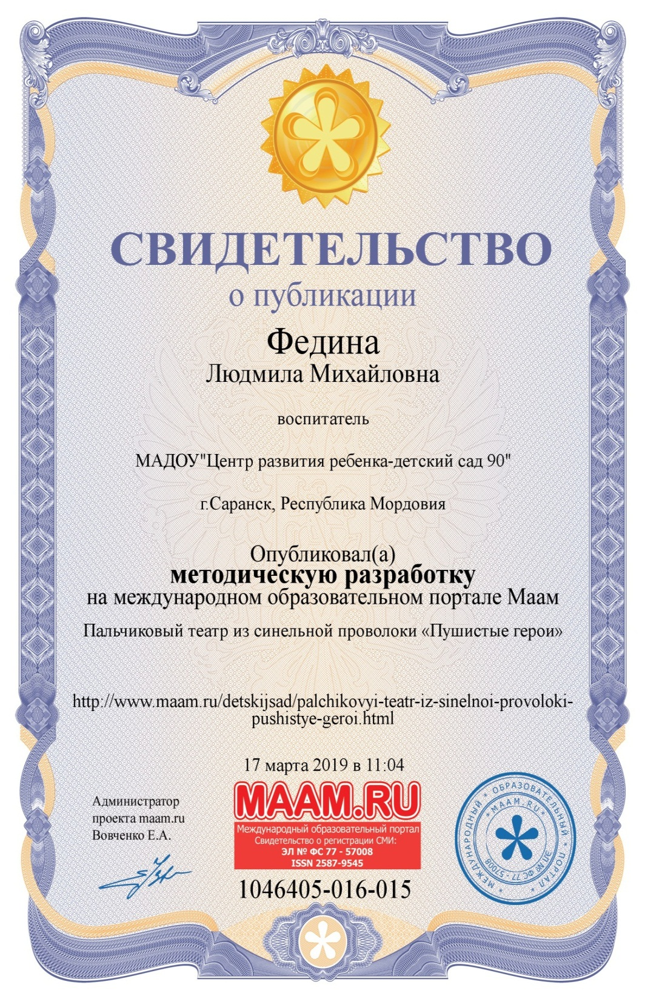 СВИДЕТЕЛЬСТВО
о публикации
Федина
Людмила Михайловна
воспитатель
МАДОУ"Центр развития ребенка-детский сад 90"
г.Саранск, Республика Мордовия
Опубликовал(а)
методическую разработку
на международном образовательном портале Маам
Пальчиковый театр из синельной проволоки «Пушистые герои»
http://www.maam.ru/detskijsad/palchikovyi-teatr-iz-sinelnoi-provoloki-
pushistye-geroi.html
17 марта 2019 в 11:04
Администратор
проекта maam.ru
Вовченко Е.А.
MAAM.RU
Международный образовательный портал
Свидетельство о регистрации СМИ:
ЭЛ № ФС 77 - 57008
ISSN 2587-9545
1046405-016-015
* МЕЖДУНАРОДНЫЙ * ОБРАЗОВАТЕЛЬНЫЙ * ПОРТАЛ *
* MAAM.RU *
ЭЛ № ФС 77 - 57008